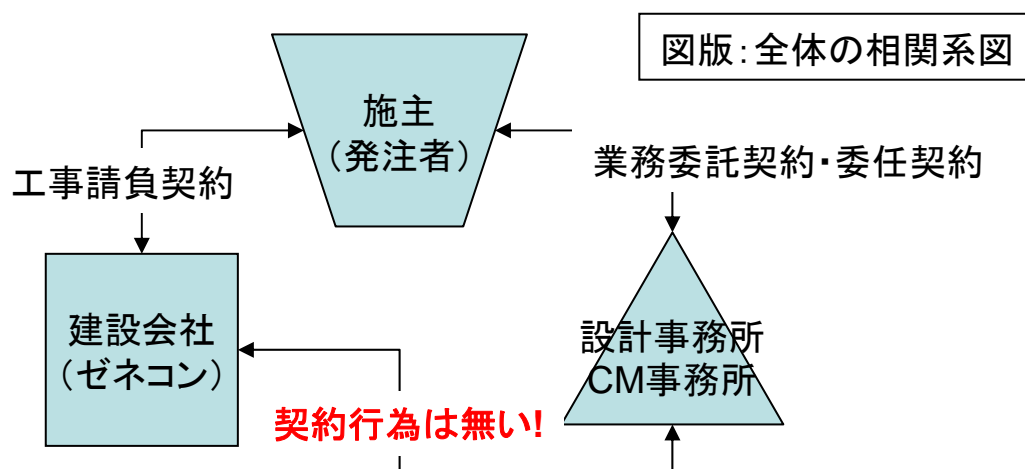 図版:全体の相関系図
施主
(発注者)
業務委託契約・委任契約
工事請負契約
建設会社
(ゼネコン)
設計事務所
CM事務所
契約行為は無い!